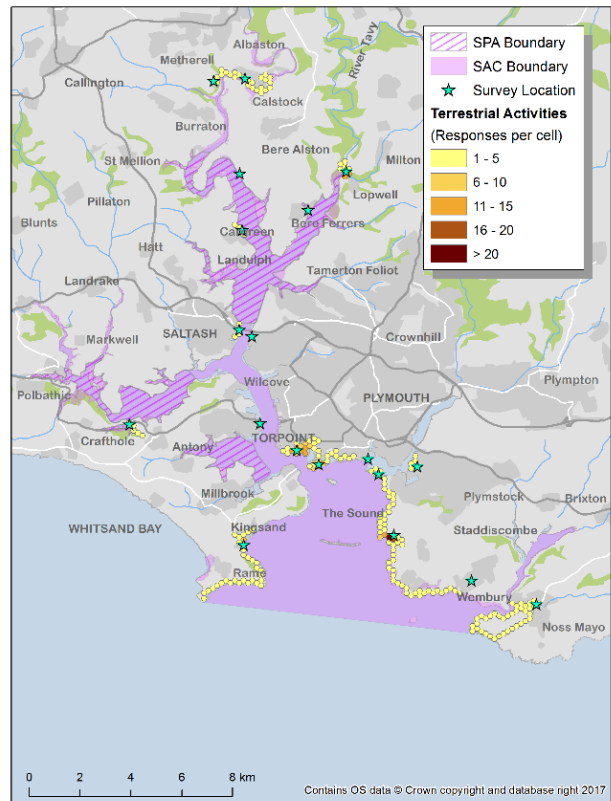 SPA Boundary
SAC Boundary
Survey Location
Terrestrial Activities
(Responses per cell)
1 - 5
6 - 10
11 - 15
16 - 20
> 20
Albaston
Metherell
River Tavy
Callington
Calstock
Burraton
Bere Alston
St Mellion
Milton
Pillaton
Lopwell
Blunts
Bere Ferrers
Cargreen
Hatt
Landulph
Tamerton Foliot
Landrake
SALTASH
Crownhill
Markwell
Wilcove
Plympton
Polbathic
PLYMOUTH
Crafthole
Antony
TORPOINT
Millbrook
Plymstock
Brixton
WHITSAND BAY
Kingsand
The Sound
Staddiscombe
Rame
Wembury
Noss Mayo
0 2 4 8 km
Contains OS data © Crown copyright and database right 2017